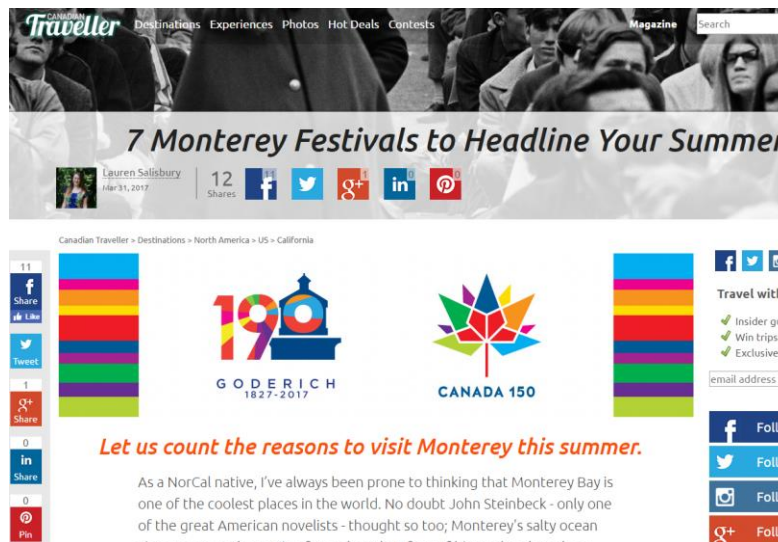 CANADIAN
Traveller
Destinations Experiences Photos Hot Deals Contests
Magazine
Search
7 Monterey Festivals to Headline Your Summer
Lauren Salisbury
Mar 31, 2017
12
Shares
11
1
0
0
Canadian Traveller > Destinations > North America > US > California
11
Share
Like
Tweet
1
Share
0
Share
0
Pin
190
GODERICH
1827-2017
CANADA 150
Travel wit
Insider g
Win trips
Exclusive
email address
Foll
Foll
Foll
Foll
Let us count the reasons to visit Monterey this summer.
As a NorCal native, I've always been prone to thinking that Monterey Bay is
one of the coolest places in the world. No doubt John Steinbeck - only one
of the great American novelists - thought so too; Monterey's salty ocean